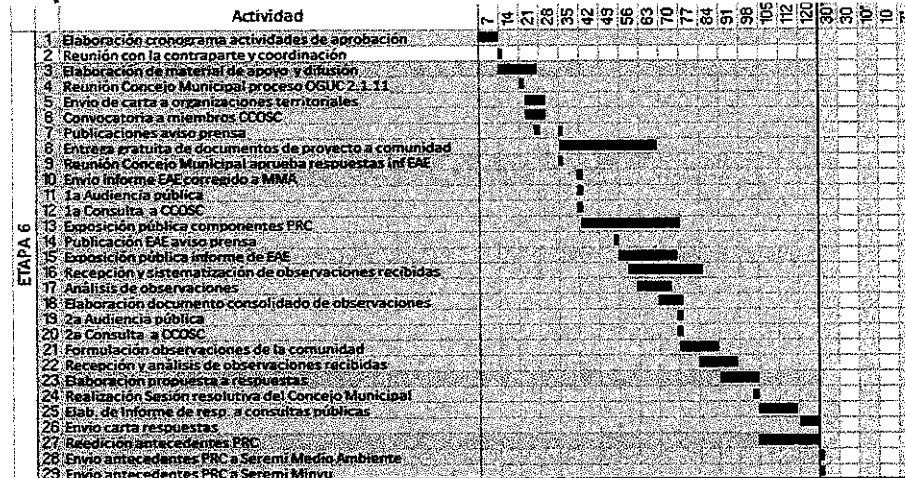 Actividad 7 14 21 28 35 42 49 56 63 70 77 84 91 98 105 112 120 30 30 10 10
ETAPA 6
1 Elaboración cronograma actividades de aprobación
2 Reunión con la contraparte y coordinación
3 Elaboración de material de apoyo y difusión
4 Reunión Concejo Municipal proceso OGUC 2.1.11
5 Envío de carta a organizaciones territoriales
6 Convocatoria a miembros CCOSC
7 Publicaciones aviso prensa
8 Entrega gratuita de documentos de proyecto a comunidad
9 Reunión Concejo Municipal aprueba respuestas inf EAE
10 Envío informe EAE corregido a MMA
11 1a Audiencia pública
12 1a Consulta a CCOSC
13 Exposición pública componentes PRC
14 Publicación EAE aviso prensa
15 Exposición pública informe de EAE
16 Recepción y sistematización de observaciones recibidas
17 Análisis de observaciones
18 Elaboración documento consolidado de observaciones
19 2a Audiencia pública
20 2a Consulta a CCOSC
21 Formulación observaciones de la comunidad
22 Recepción y análisis de observaciones recibidas
23 Elaboración propuesta a respuestas
24 Realización Sesión resolutiva del Concejo Municipal
25 Elab. de Informe de resp. a consultas públicas
26 Envío carta respuestas
27 Reedición antecedentes PRC
28 Envío antecedentes PRC a Seremi Medio Ambiente
29 Envío antecedentes PRC a Seremi Minvu